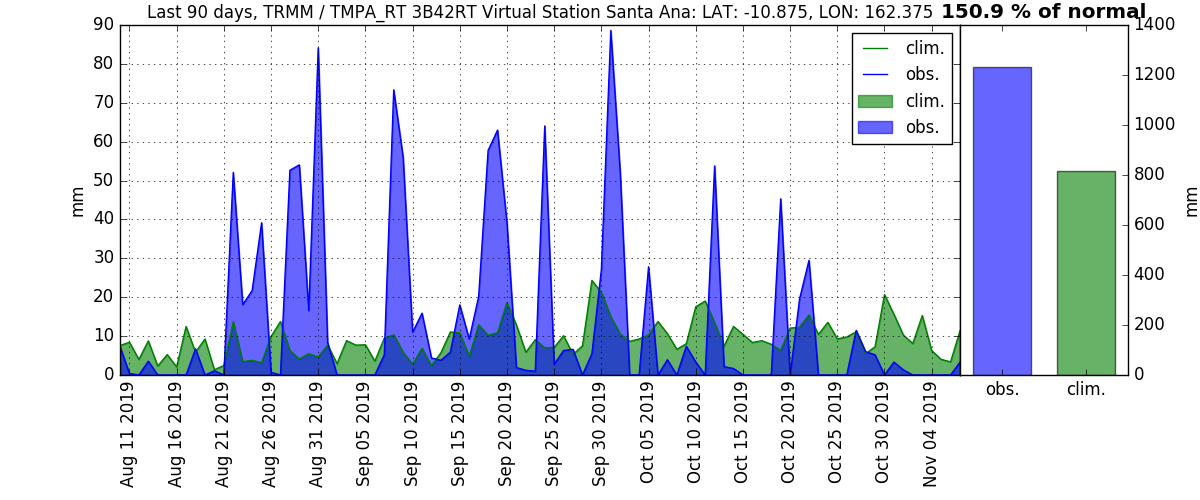 Last 90 days, TRMM / TMPA_RT 3B42RT Virtual Station Santa Ana: LAT: -10.875, LON: 162.375 150.9 % of normal
90
80
70
60
50
40
30
20
10
0
mm
clim.
obs.
clim.
obs.
1400
1200
1000
800
600
400
200
0
mm
Aug 11 2019
Aug 16 2019
Aug 21 2019
Aug 26 2019
Aug 31 2019
Sep 05 2019
Sep 10 2019
Sep 15 2019
Sep 20 2019
Sep 25 2019
Sep 30 2019
Oct 05 2019
Oct 10 2019
Oct 15 2019
Oct 20 2019
Oct 25 2019
Oct 30 2019
Nov 04 2019
obs.
clim.